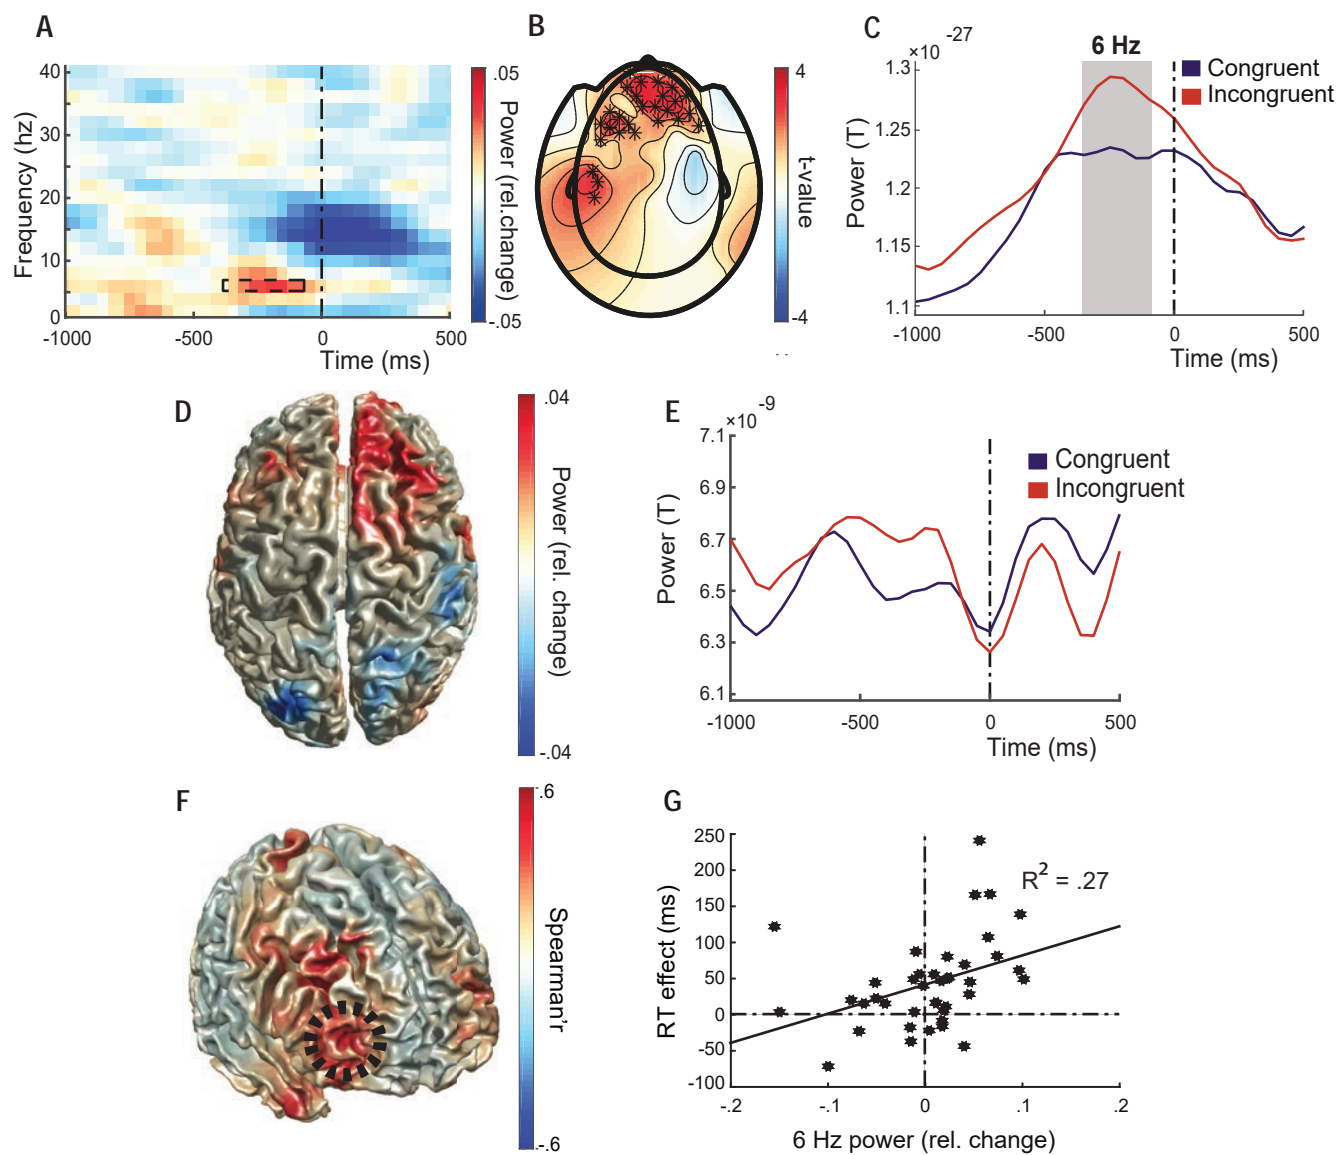 A
40
30
20
10
0
Frequency (hz)
-1000
-500
0
500
Time (ms)
.05
-.05
Power (rel.change)
B
4
-4
t-value
C
×10 -27
6 Hz
1.3
1.25
1.2
1.15
1.1
Power (T)
Congruent
Incongruent
-1000
-500
0
500
Time (ms)
D
.04
-.04
Power (rel. change)
E
×10 -9
7.1
6.9
6.7
6.5
6.3
6.1
Power (T)
Congruent
Incongruent
-1000
-500
0
500
Time (ms)
F
.6
-.6
Spearman'r
G
250
200
150
100
50
0
-50
-100
RT effect (ms)
R² = .27
-.2
-.1
0
.1
.2
6 Hz power (rel. change)